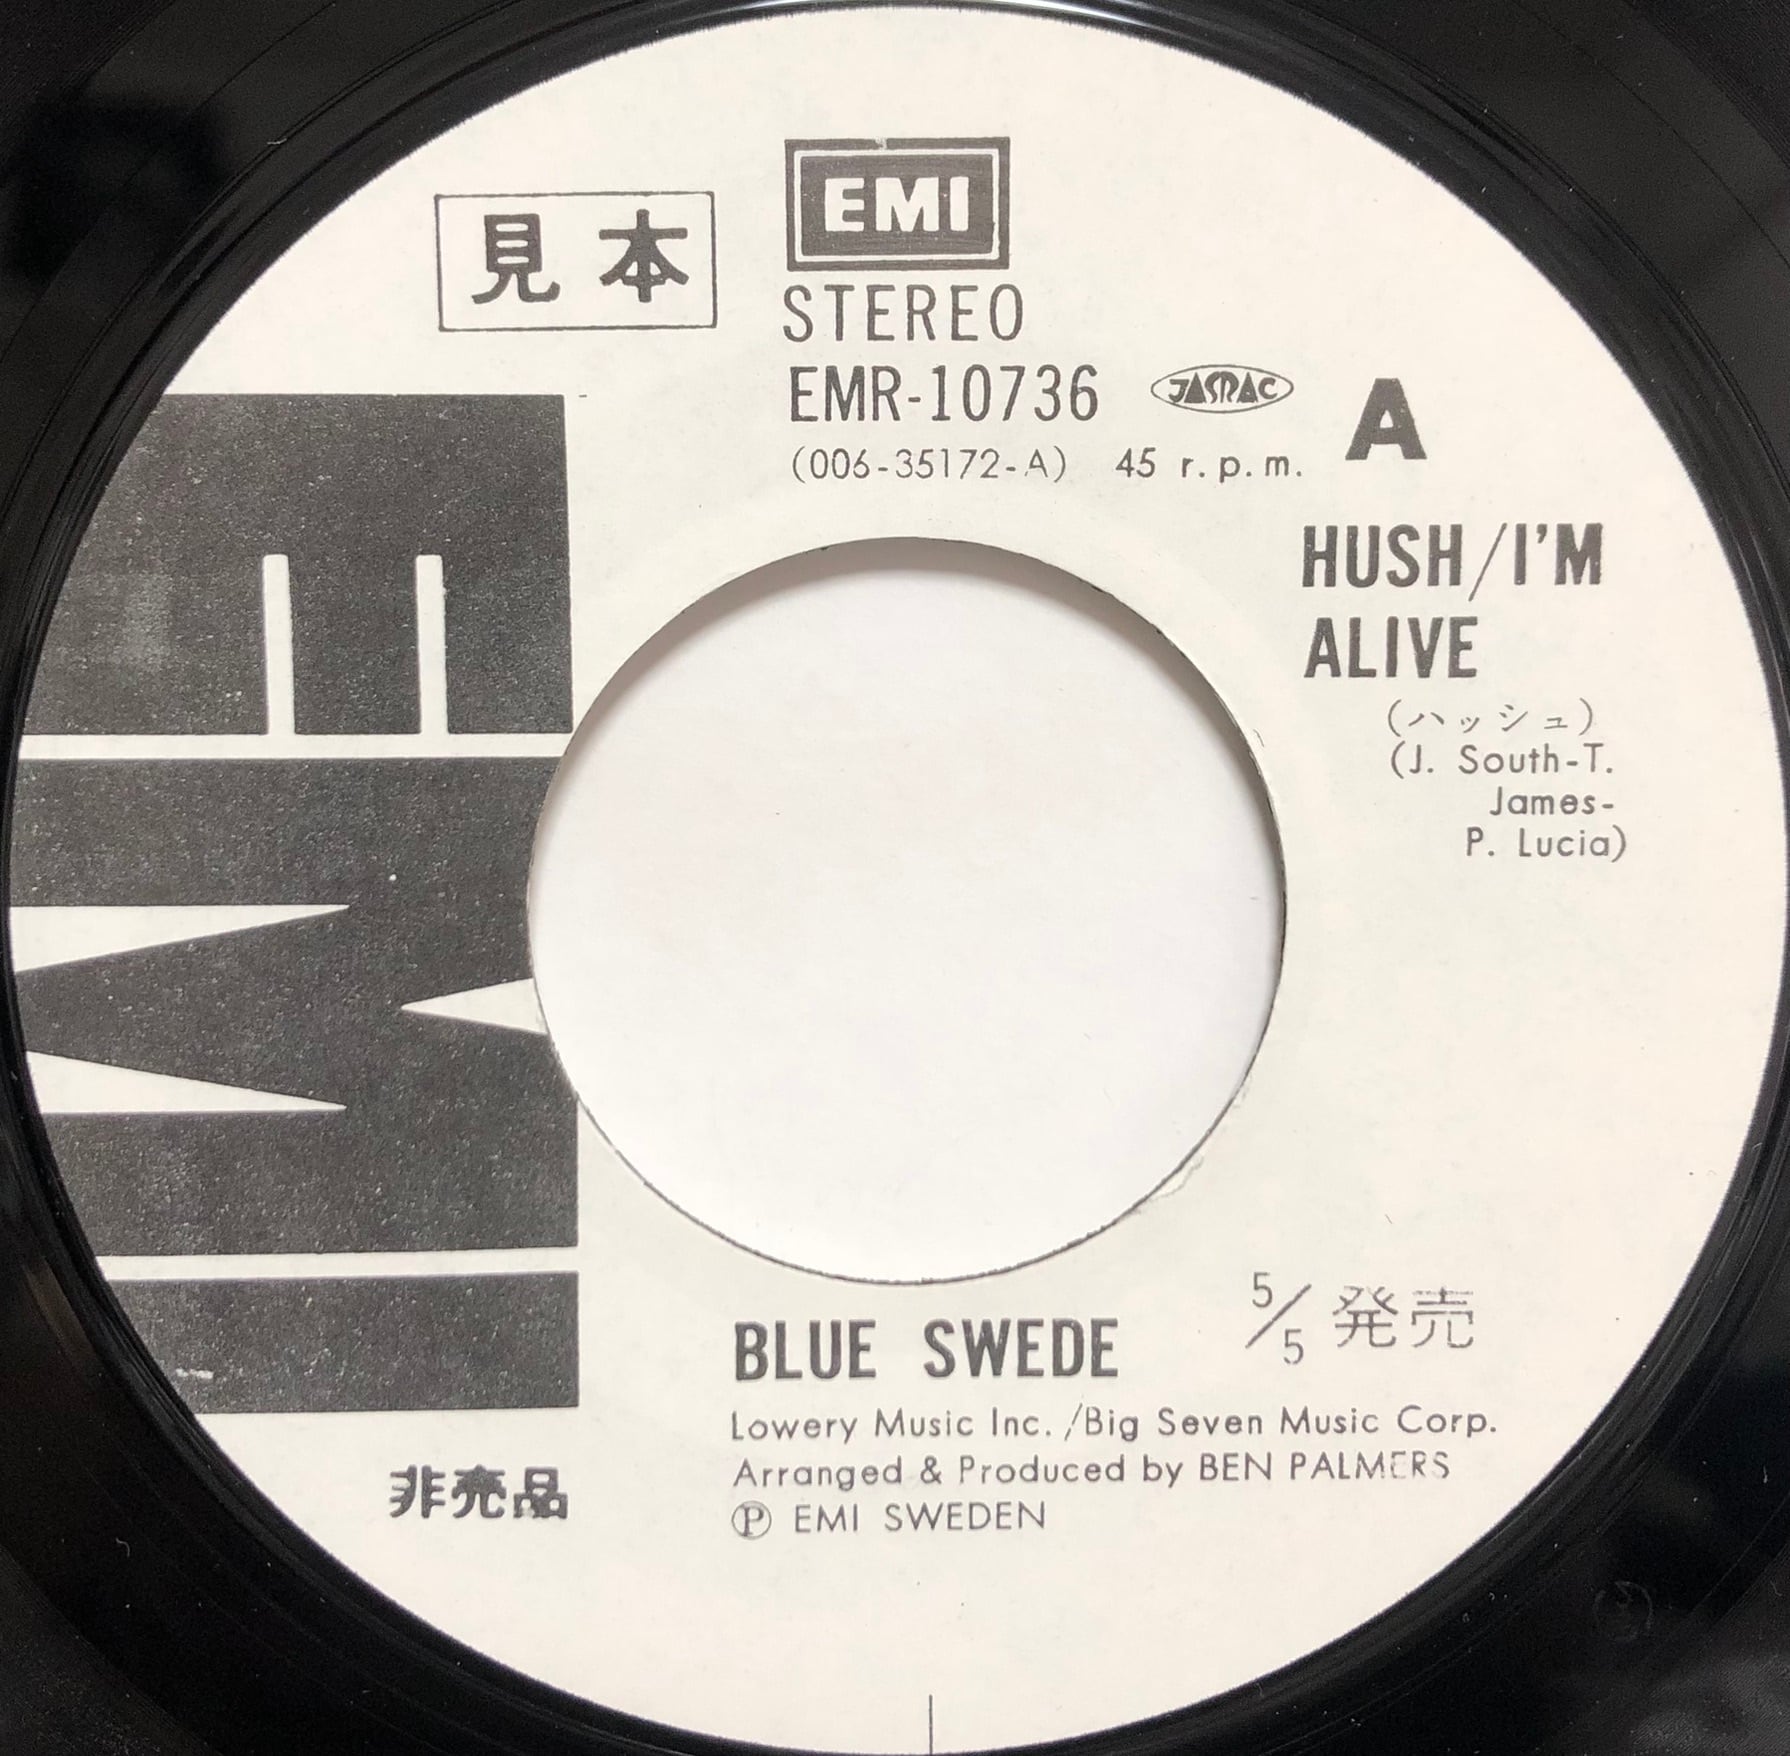 EMI
見本
STEREO
EMR-10736 JASRAC A
(006-35172-A) 45 r.p.m.
HUSH/I'M
ALIVE
(ハッシュ)
(J. South-T.
James-
P. Lucia)
EMI
BLUE SWEDE
5/5 発売
Lowery Music Inc. /Big Seven Music Corp.
Arranged & Produced by BEN PALMERS
Ⓟ EMI SWEDEN
非売品